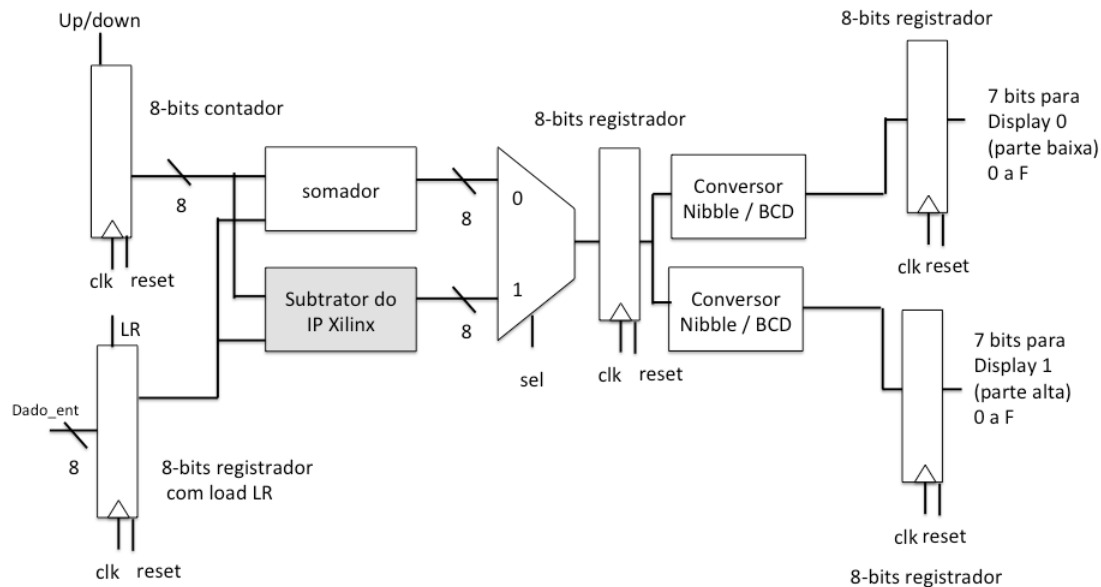 Up/down
8-bits contador
8
clk
reset
LR
Dado_ent
8
8-bits registrador
com load LR
clk
reset
somador
Subtrator do
IP Xilinx
8
8
0
1
sel
8-bits registrador
clk
reset
Conversor
Nibble / BCD
Conversor
Nibble / BCD
8-bits registrador
clk reset
7 bits para
Display 0
(parte baixa)
0 a F
7 bits para
Display 1
(parte alta)
0 a F
clk reset
8-bits registrador